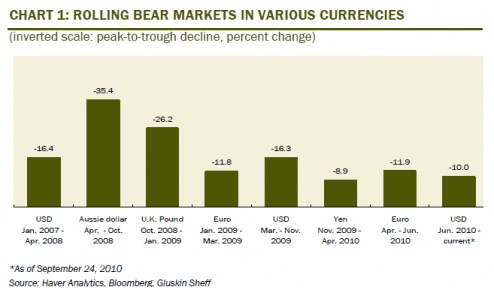 CHART 1: ROLLING BEAR MARKETS IN VARIOUS CURRENCIES
(inverted scale: peak-to-trough decline, percent change)
-16.4
-35.4
-26.2
-11.8
-16.3
-8.9
-11.9
-10.0
USD
Jan. 2007 -
Apr. 2008
Aussie dollar
Apr. - Oct.
2008
U.K. Pound
Oct. 2008 -
Jan. 2009
Euro
Jan. 2009 -
Mar. 2009
USD
Mar. - Nov.
2009
Yen
Nov. 2009 -
Apr. 2010
Euro
Apr. - Jun.
2010
USD
Jun. 2010 -
current*
*As of September 24, 2010
Source: Haver Analytics, Bloomberg, Gluskin Sheff